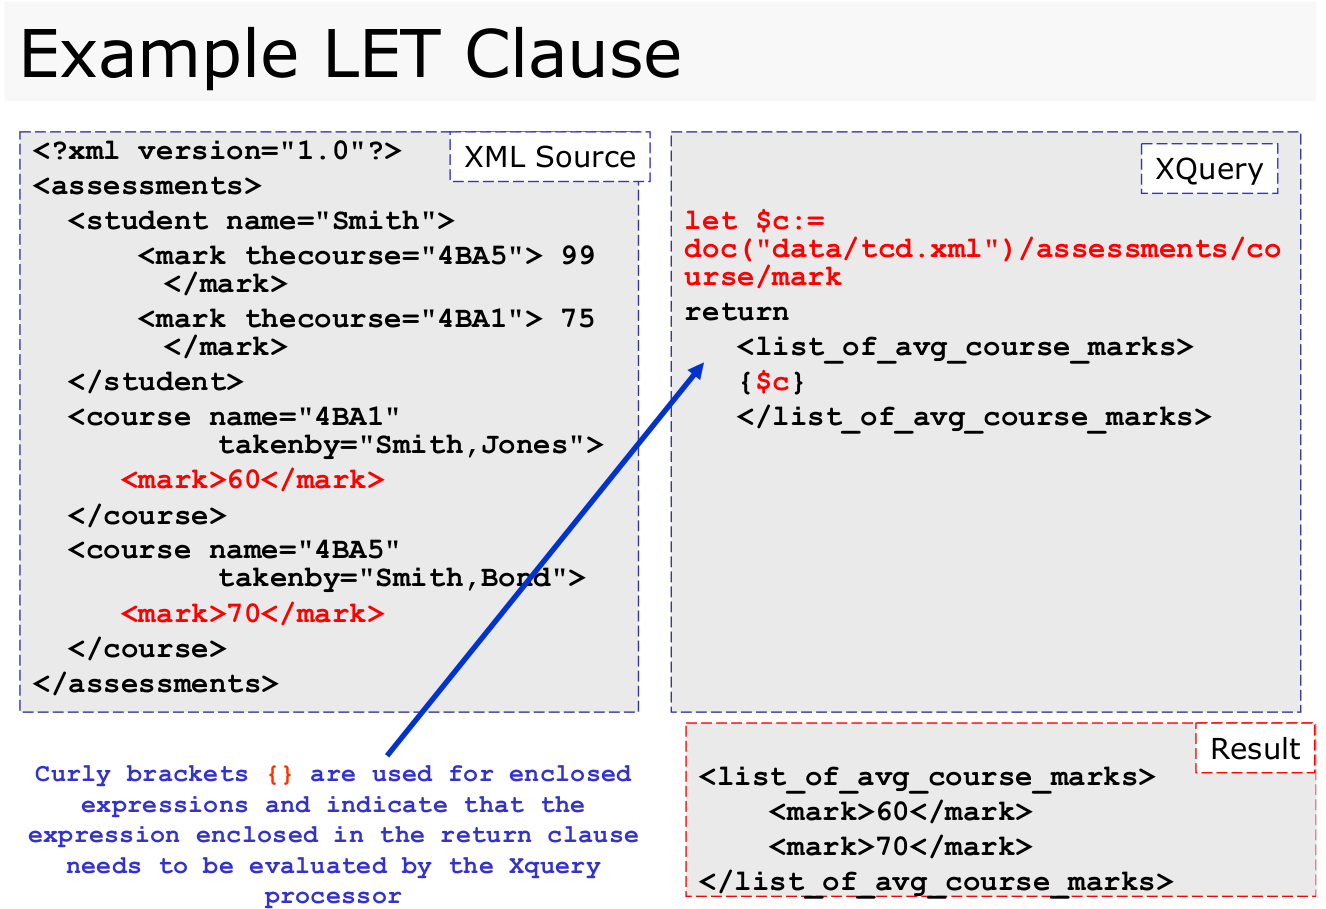 Example LET Clause
XML Source
<?xml version="1.0"?>
<assessments>
<student name="Smith">
<mark thecourse="4BA5"> 99
</mark>
<mark thecourse="4BA1"> 75
</mark>
</student>
<course name="4BA1"
takenby="Smith,Jones">
<mark>60</mark>
</course>
<course name="4BA5"
takenby="Smith,Bond">
<mark>70</mark>
</course>
</assessments>
XQuery
let $c:=
doc("data/tcd.xml")/assessments/co
urse/mark
return
<list_of_avg_course_marks>
{$c}
</list_of_avg_course_marks>
Curly brackets {} are used for enclosed
expressions and indicate that the
expression enclosed in the return clause
needs to be evaluated by the Xquery
processor
Result
<list_of_avg_course_marks>
<mark>60</mark>
<mark>70</mark>
</list_of_avg_course_marks>